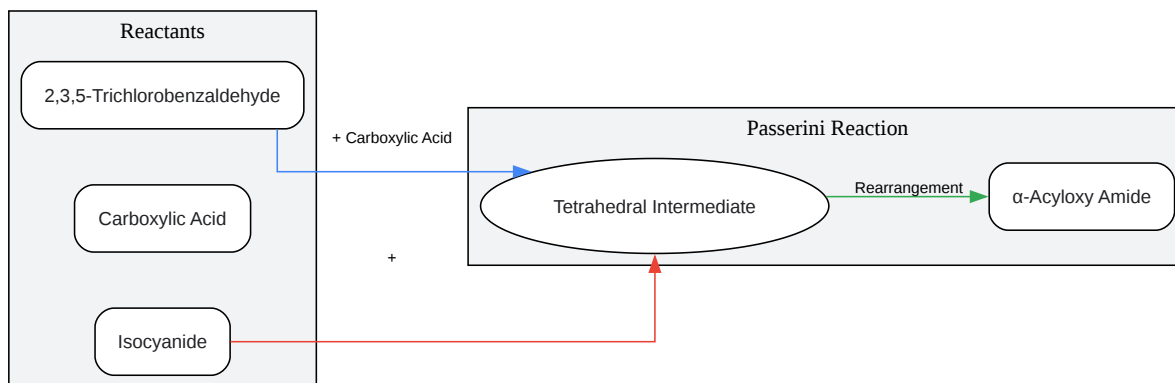 Reactants
2,3,5-Trichlorobenzaldehyde
Carboxylic Acid
Isocyanide
+ Carboxylic Acid
+
Passerini Reaction
Tetrahedral Intermediate
Rearrangement
α-Acyloxy Amide